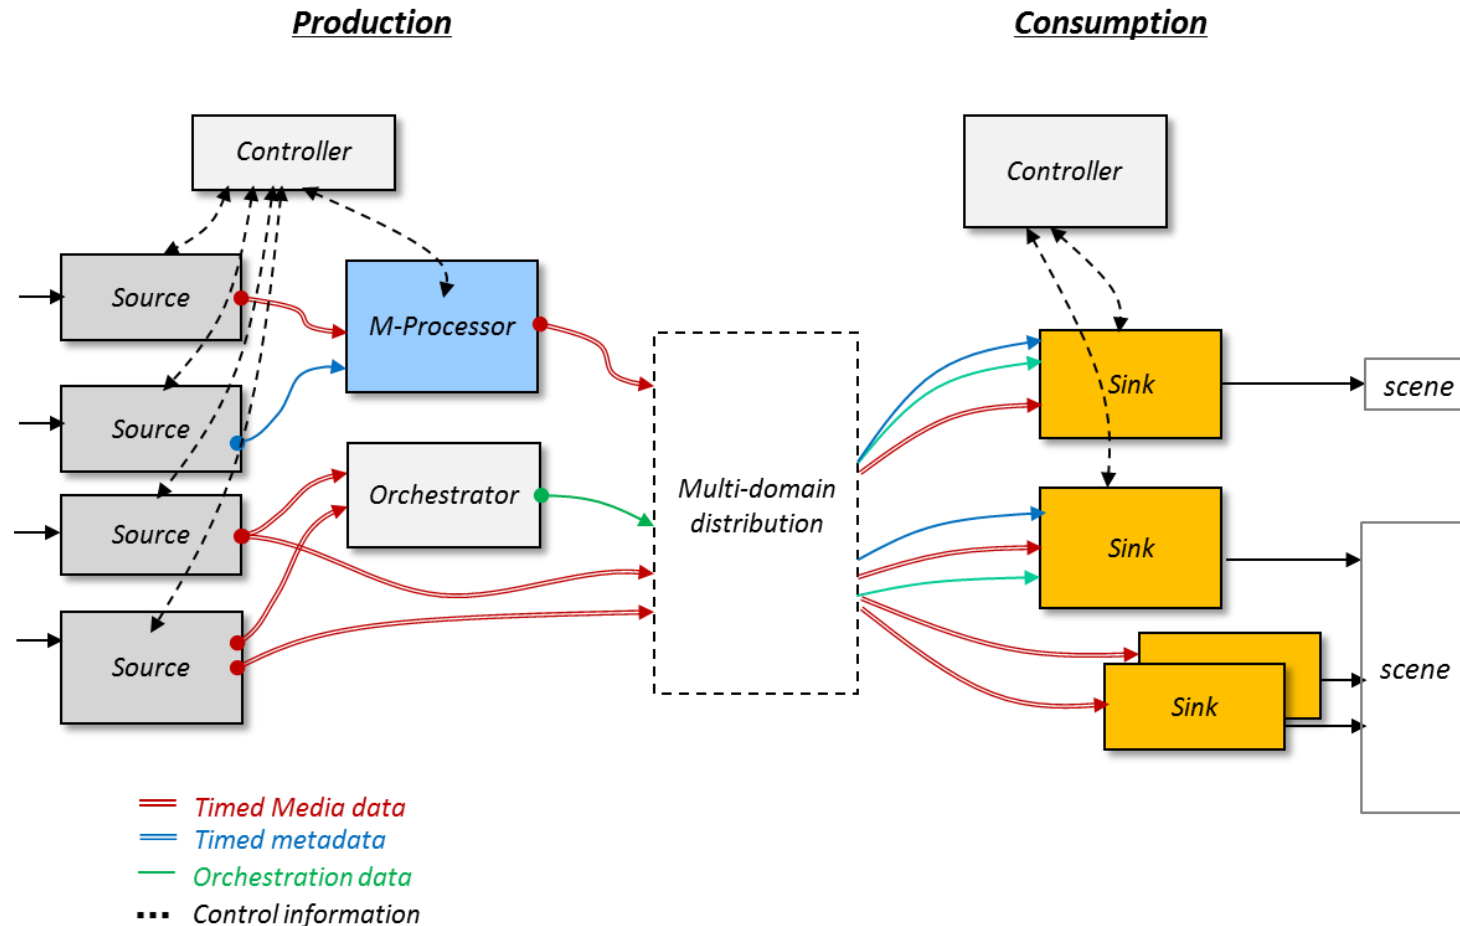 Production
Consumption
Controller
Controller
Source
M-Processor
Source
Sink
scene
Orchestrator
Multi-domain
distribution
Source
Sink
Source
Sink
scene
Timed Media data
Timed metadata
Orchestration data
Control information